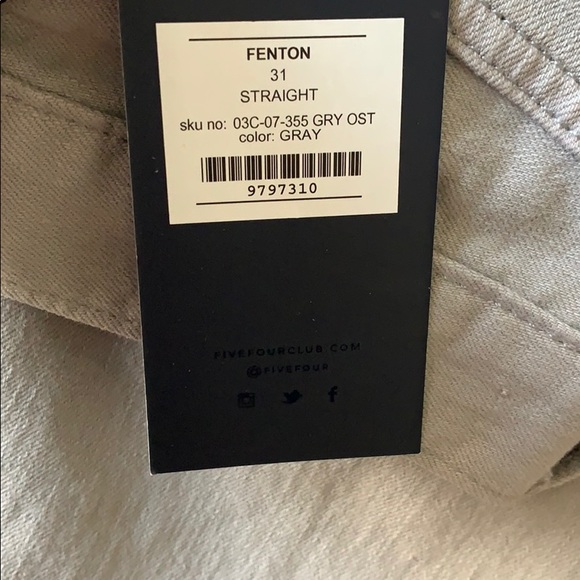 FENTON
31
STRAIGHT
sku no: 03C-07-355 GRY OST
color: GRAY
9797310
FIVEFOURCLUB.COM
@FIVEFOUR